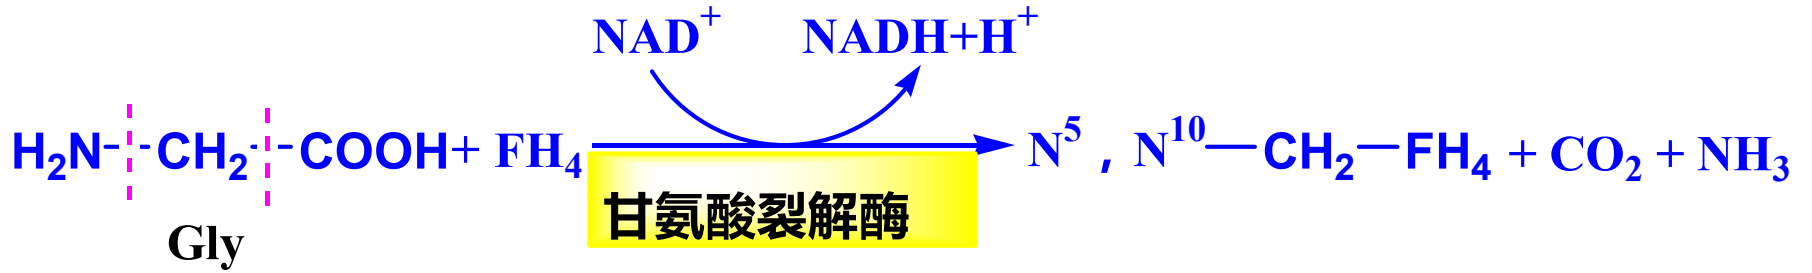 NAD⁺ NADH+H⁺
H₂N-CH₂-COOH + FH₄ N⁵, N¹⁰—CH₂—FH₄ + CO₂ + NH₃
甘氨酸裂解酶
Gly